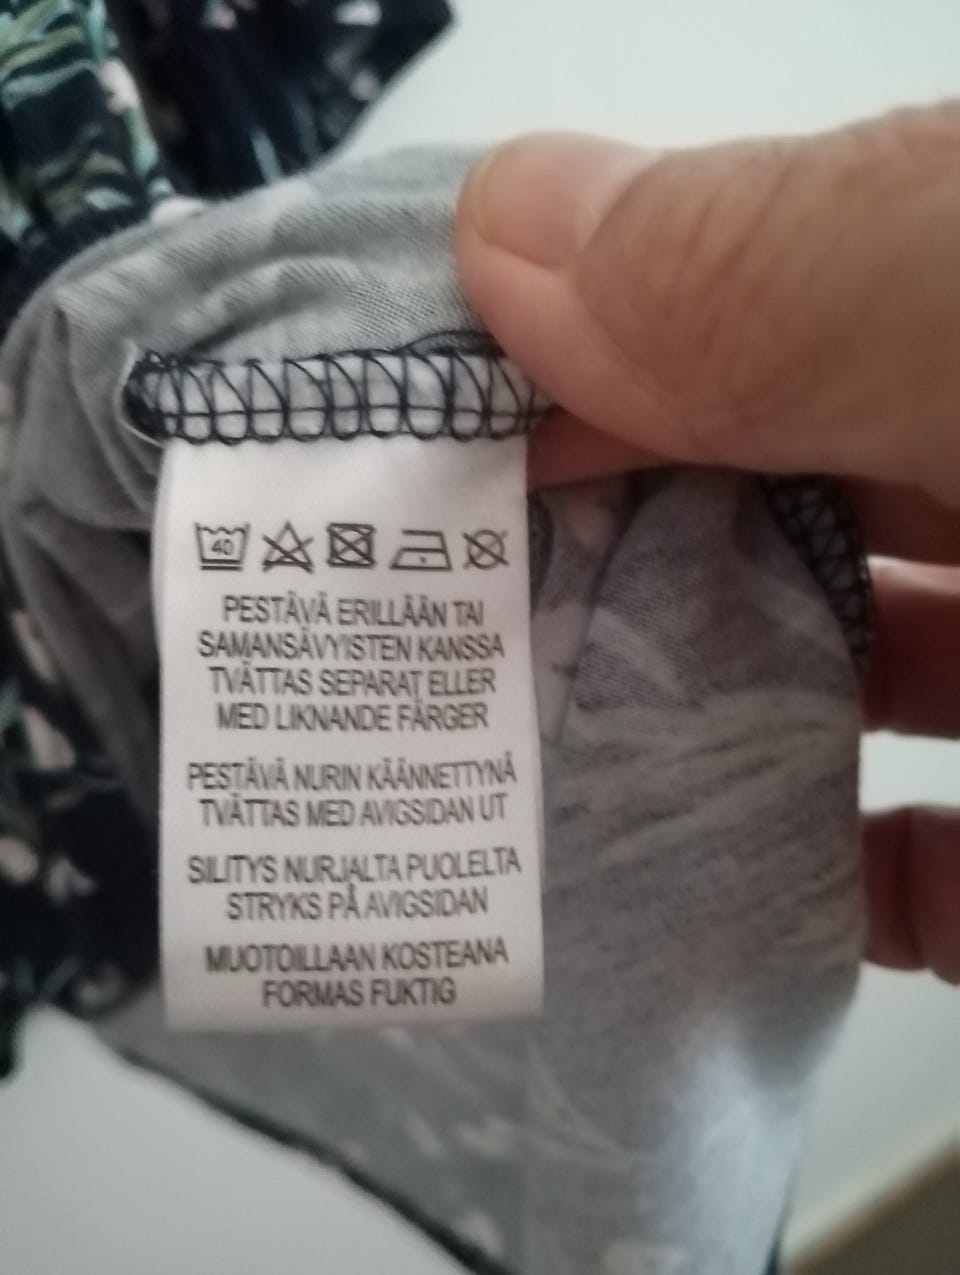 40
PESTÄVÄ ERILLÄÄN TAI
SAMANSÄVYISTEN KANSSA
TVÄTTAS SEPARAT ELLER
MED LIKNANDE FÄRGER
PESTÄVÄ NURIN KÄÄNNETTYNÄ
TVÄTTAS MED AVIGSIDAN UT
SILITYS NURJALTA PUOLELTA
STRYKS PÅ AVIGSIDAN
MUOTOILLAAN KOSTEANA
FORMAS FUKTIG